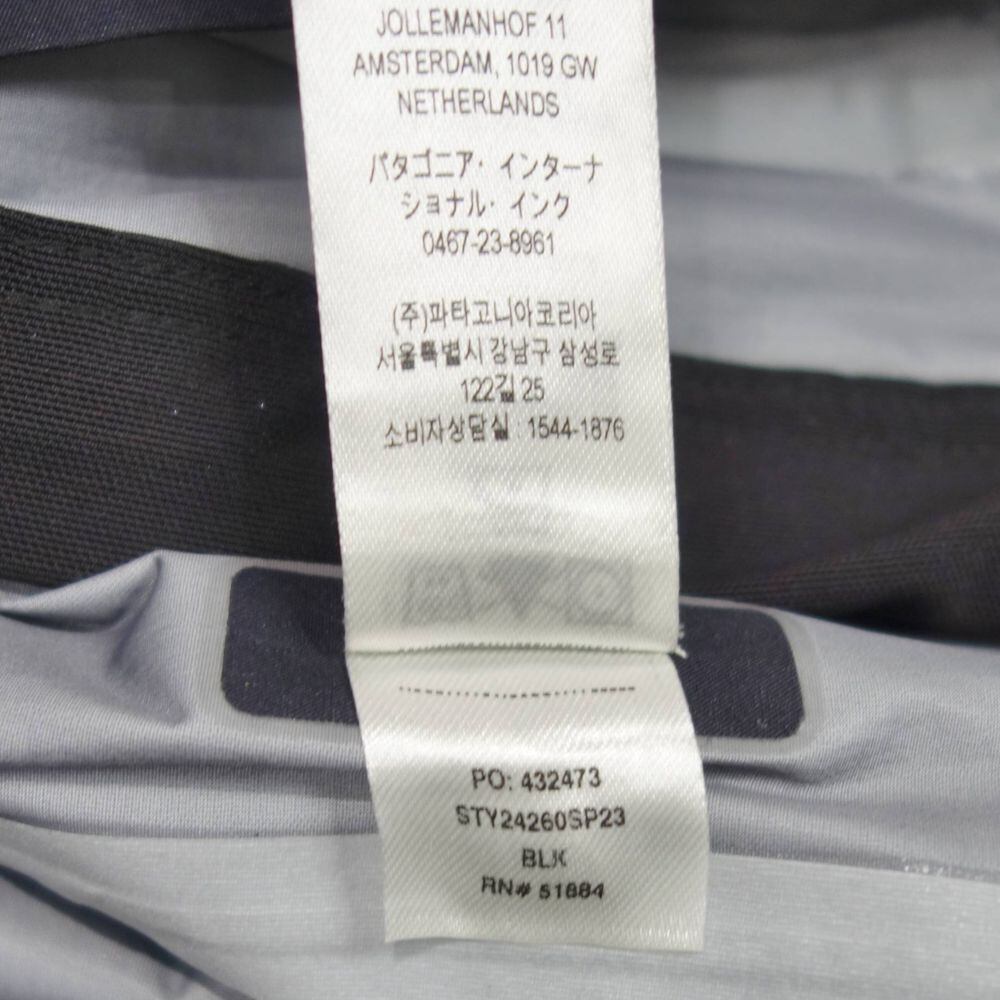 JOLLEMANHOF 11
AMSTERDAM, 1019 GW
NETHERLANDS
パタゴニア・インターナ
ショナル・インク
0467-23-8961
(주)파타고니아코리아
서울특별시 강남구 삼성로
122길 25
소비자상담실 : 1544-1876
PO: 432473
STY24260SP23
BLK
RN# 51884